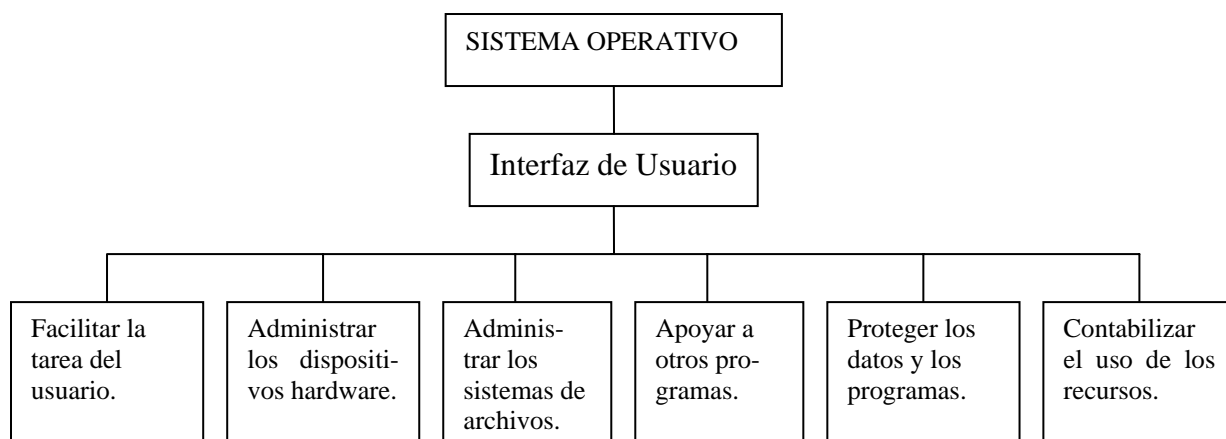 SISTEMA OPERATIVO
Interfaz de Usuario
Facilitar la
tarea del
usuario.
Administrar
los dispositi-
vos hardware.
Adminis-
trar los
sistemas de
archivos.
Apoyar a
otros pro-
gramas.
Proteger los
datos y los
programas.
Contabilizar
el uso de los
recursos.